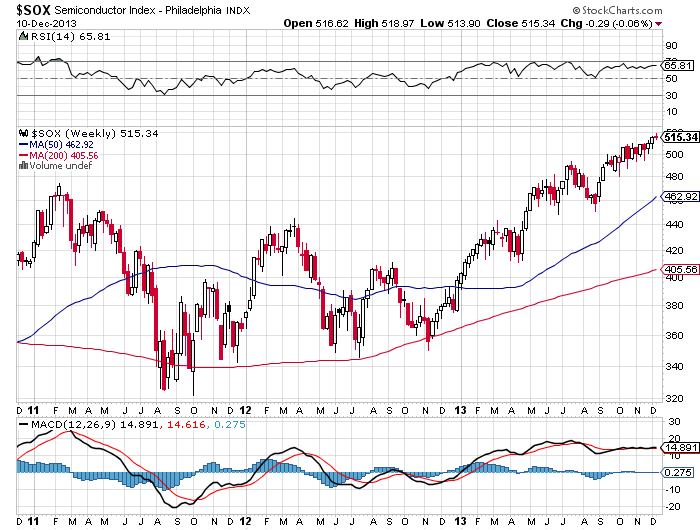 $SOX Semiconductor Index - Philadelphia INDX © StockCharts.com
10-Dec-2013 Open 516.62 High 518.97 Low 513.90 Close 515.34 Chg -0.29 (-0.06%)
RSI(14) 65.81
90
70
65.81
50
30
10
$SOX (Weekly) 515.34
MA(50) 462.92
MA(200) 405.56
Volume undef
515.34
500
480
462.92
440
420
405.56
400
380
360
340
320
D 11 F M A M J J A S O N D 12 F M A M J J A S O N D 13 F M A M J J A S O N D
MACD(12,26,9) 14.891, 14.616, 0.275
30
20
14.891
0.275
-10
-20
D 11 F M A M J J A S O N D 12 F M A M J J A S O N D 13 F M A M J J A S O N D